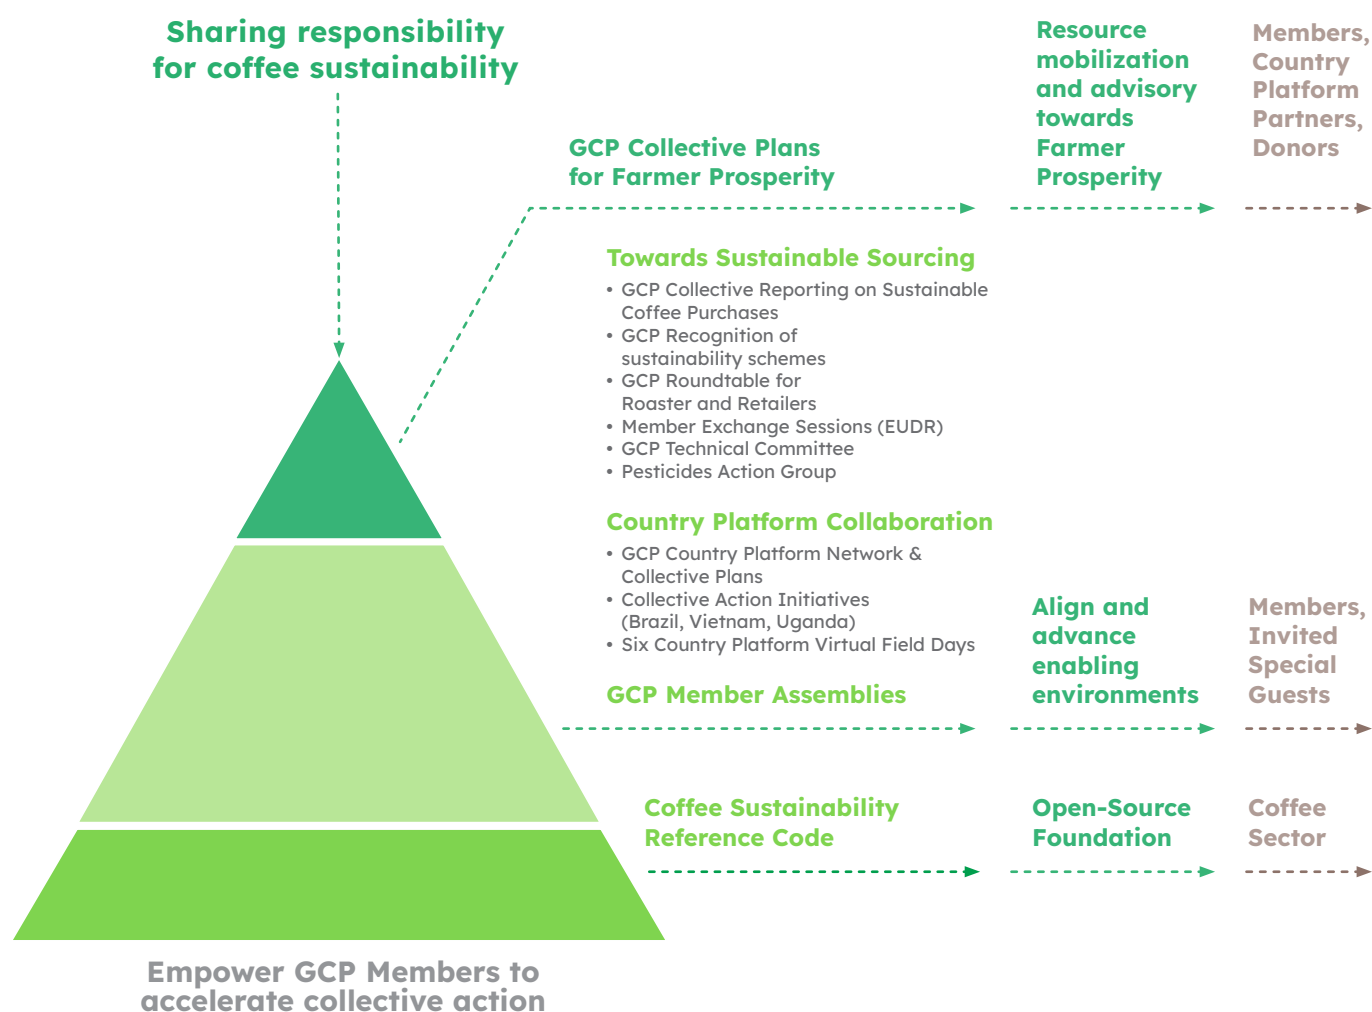 Sharing responsibility
for coffee sustainability
GCP Collective Plans
for Farmer Prosperity
Resource
mobilization
and advisory
towards
Farmer
Prosperity
Members,
Country
Platform
Partners,
Donors
Towards Sustainable Sourcing
• GCP Collective Reporting on Sustainable
Coffee Purchases
• GCP Recognition of
sustainability schemes
• GCP Roundtable for
Roaster and Retailers
• Member Exchange Sessions (EUDR)
• GCP Technical Committee
• Pesticides Action Group
Country Platform Collaboration
• GCP Country Platform Network &
Collective Plans
• Collective Action Initiatives
(Brazil, Vietnam, Uganda)
• Six Country Platform Virtual Field Days
GCP Member Assemblies
Align and
advance
enabling
environments
Members,
Invited
Special
Guests
Coffee Sustainability
Reference Code
Open-Source
Foundation
Coffee
Sector
Empower GCP Members to
accelerate collective action